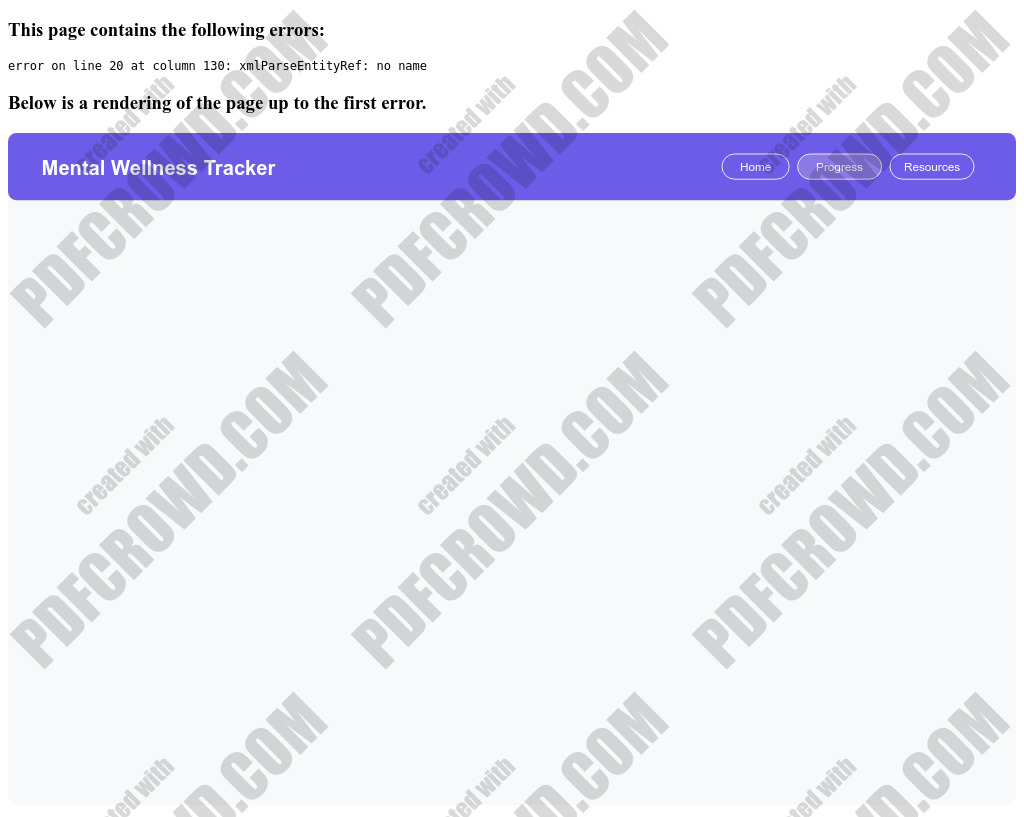 This page contains the following errors:
error on line 20 at column 130: xmlParseEntityRef: no name
Below is a rendering of the page up to the first error.
Mental Wellness Tracker
Home
Progress
Resources
created with
PDFCROWD.COM
created with
PDFCROWD.COM
created with
PDFCROWD.COM
created with
PDFCROWD.COM
created with
PDFCROWD.COM
created with
PDFCROWD.COM
created with
PDFCROWD.COM
created with
PDFCROWD.COM
created with
PDFCROWD.COM